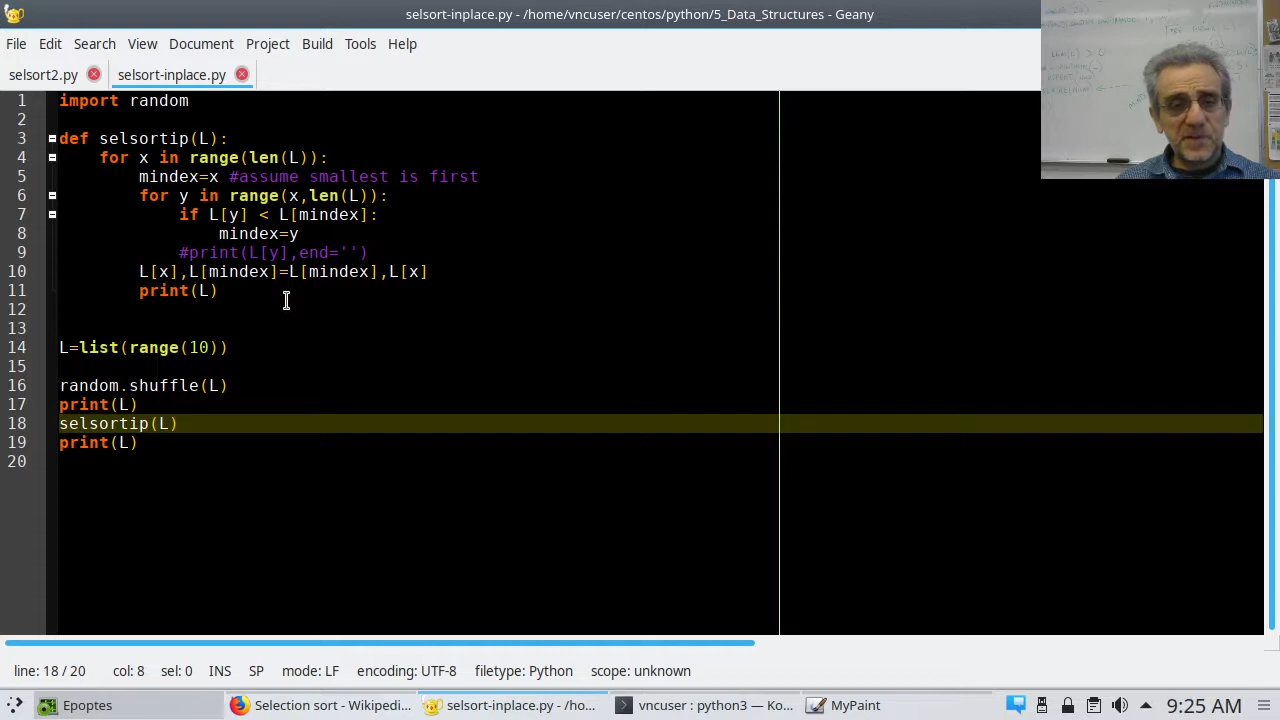 selsort-inplace.py - /home/vncuser/centos/python/5_Data_Structures - Geany
File Edit Search View Document Project Build Tools Help
selsort2.py selsort-inplace.py
1 import random
2
3 def selsortip(L):
4 for x in range(len(L)):
5 mindex=x #assume smallest is first
6 for y in range(x,len(L)):
7 if L[y] < L[mindex]:
8 mindex=y
9 #print(L[y],end='')
10 L[x],L[mindex]=L[mindex],L[x]
11 print(L)
12
13
14 L=list(range(10))
15
16 random.shuffle(L)
17 print(L)
18 selsortip(L)
19 print(L)
20
line: 18 / 20 col: 8 sel: 0 INS SP mode: LF encoding: UTF-8 filetype: Python scope: unknown
Epoptes Selection sort - Wikipedi... selsort-inplace.py - /ho... vncuser : python3 — Ko... MyPaint 9:25 AM